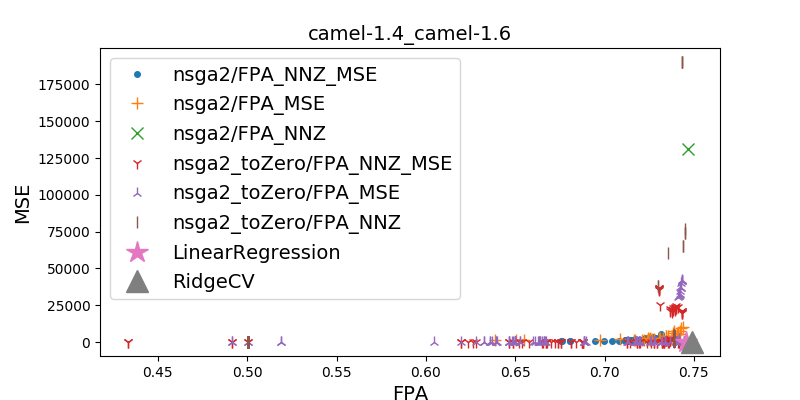 camel-1.4_camel-1.6
175000
150000
125000
100000
75000
50000
25000
0
MSE
nsga2/FPA_NNZ_MSE
nsga2/FPA_MSE
nsga2/FPA_NNZ
nsga2_toZero/FPA_NNZ_MSE
nsga2_toZero/FPA_MSE
nsga2_toZero/FPA_NNZ
LinearRegression
RidgeCV
0.45 0.50 0.55 0.60 0.65 0.70 0.75
FPA